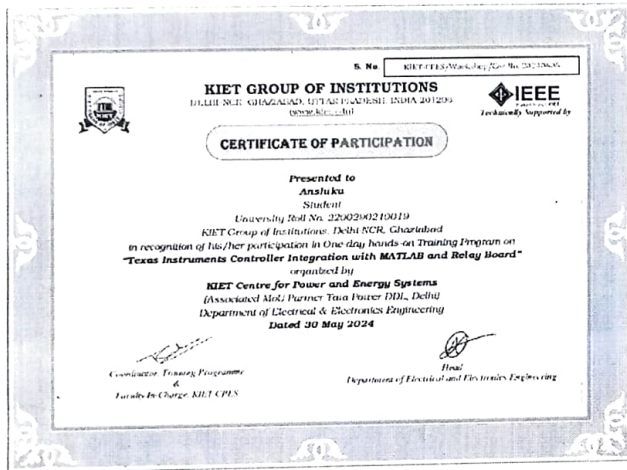 S. No.
KIET GROUP OF INSTITUTIONS
DELHI-NCR, GHAZIABAD, UTTAR PRADESH, INDIA 201206
(www.kiet.edu)
IEEE
Technically Supported by
CERTIFICATE OF PARTICIPATION
Presented to
Student
University Roll No. 2200290210019
KIET Group of Institutions, Delhi-NCR, Ghaziabad
in recognition of his/her participation in One day hands-on Training Program on
"Texas Instruments Controller Integration with MATLAB and Relay Board"
organized by
KIET Centre for Power and Energy Systems
(Associated MoU Partner Tata Power DDL, Delhi)
Department of Electrical & Electronics Engineering
Dated 30 May 2024
Coordinator, Training Programme
&
Faculty In-Charge, KIET CPES
Head
Department of Electrical and Electronics Engineering